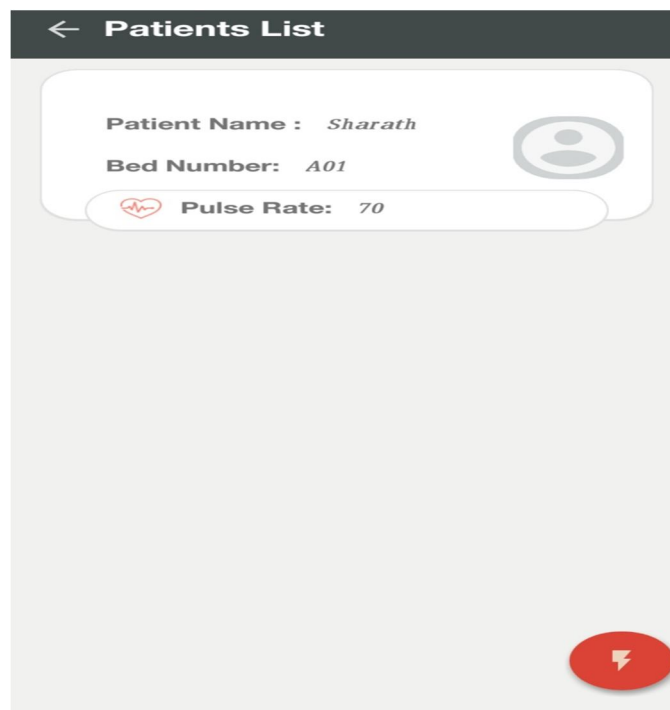 Patients List
Patient Name : Sharath
Bed Number: A01
Pulse Rate: 70